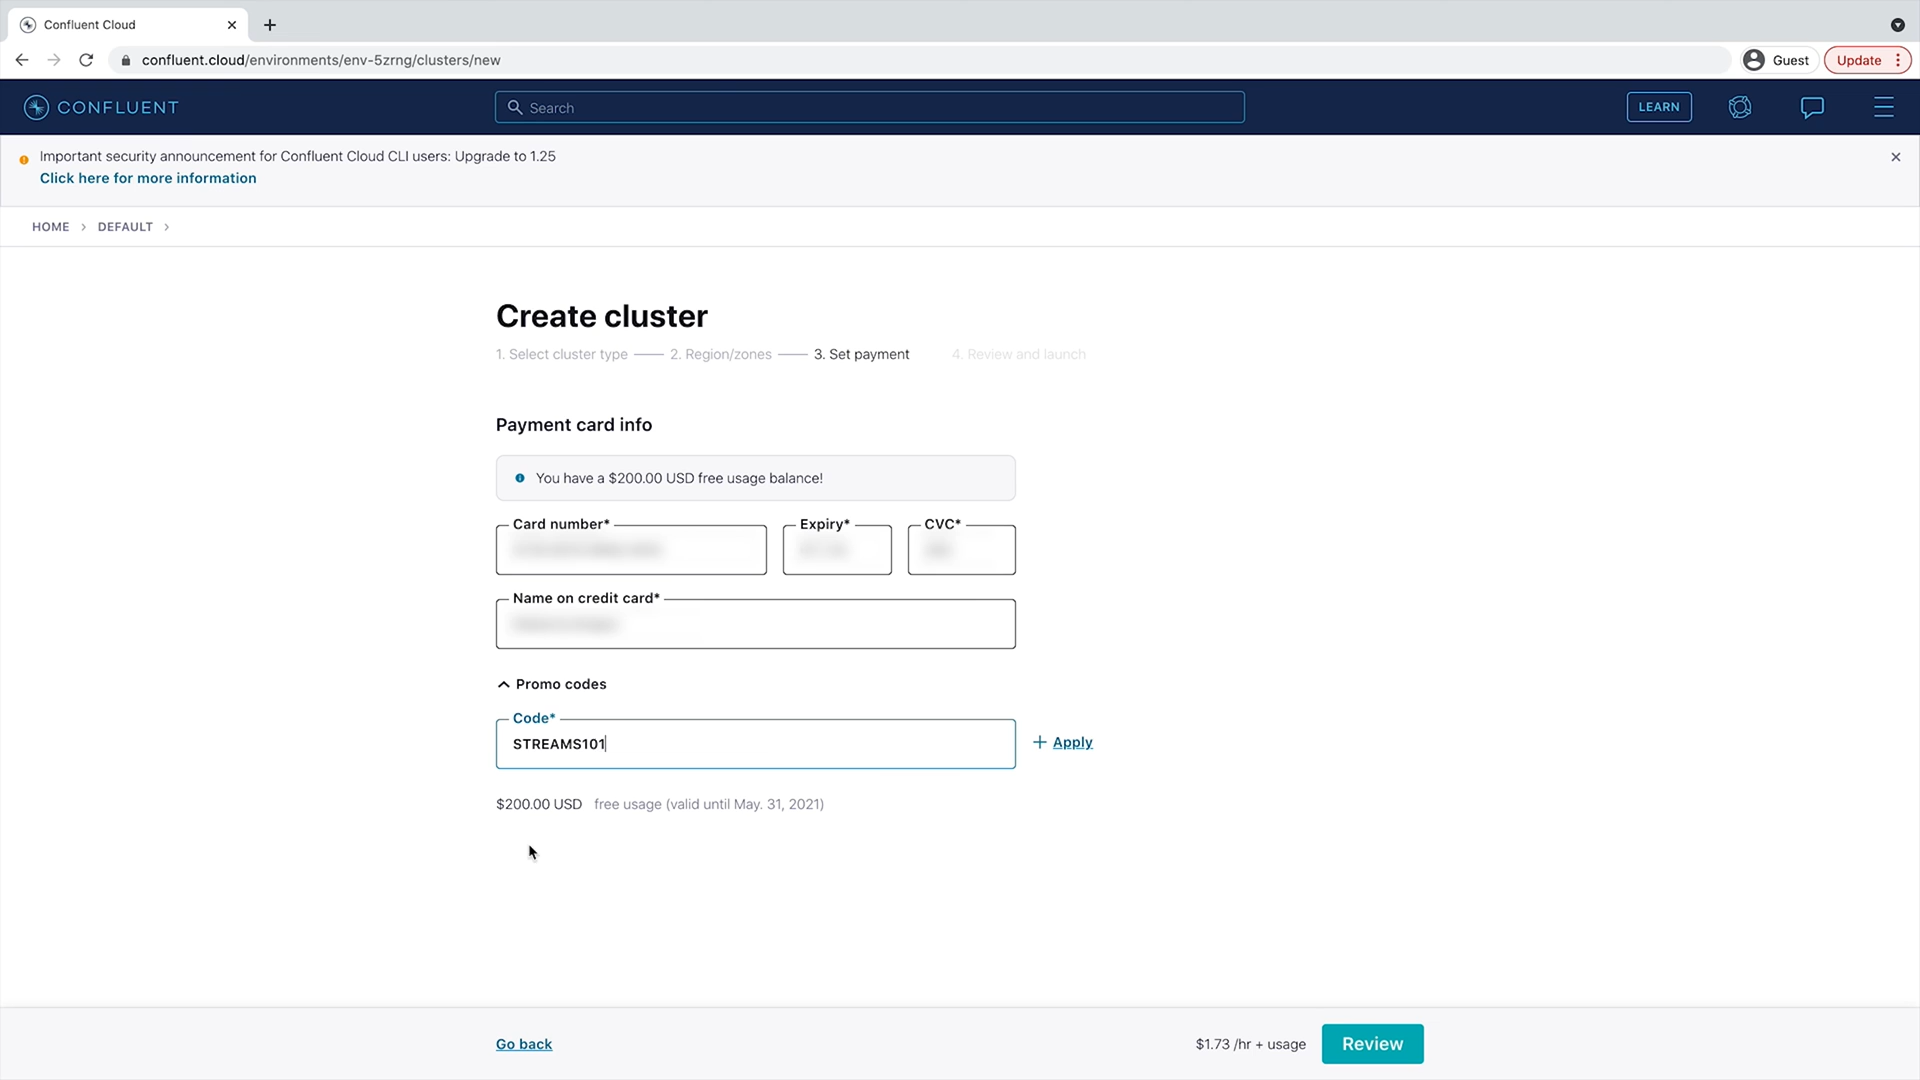 Confluent Cloud
confluent.cloud/environments/env-5zrng/clusters/new
Guest
Update
CONFLUENT
Search
LEARN
Important security announcement for Confluent Cloud CLI users: Upgrade to 1.25
Click here for more information
HOME > DEFAULT >
Create cluster
1. Select cluster type
2. Region/zones
3. Set payment
4. Review and launch
Payment card info
You have a $200.00 USD free usage balance!
Card number*
Expiry*
CVC*
Name on credit card*
Promo codes
Code*
STREAMS101
+ Apply
$200.00 USD free usage (valid until May. 31, 2021)
Go back
$1.73 /hr + usage
Review